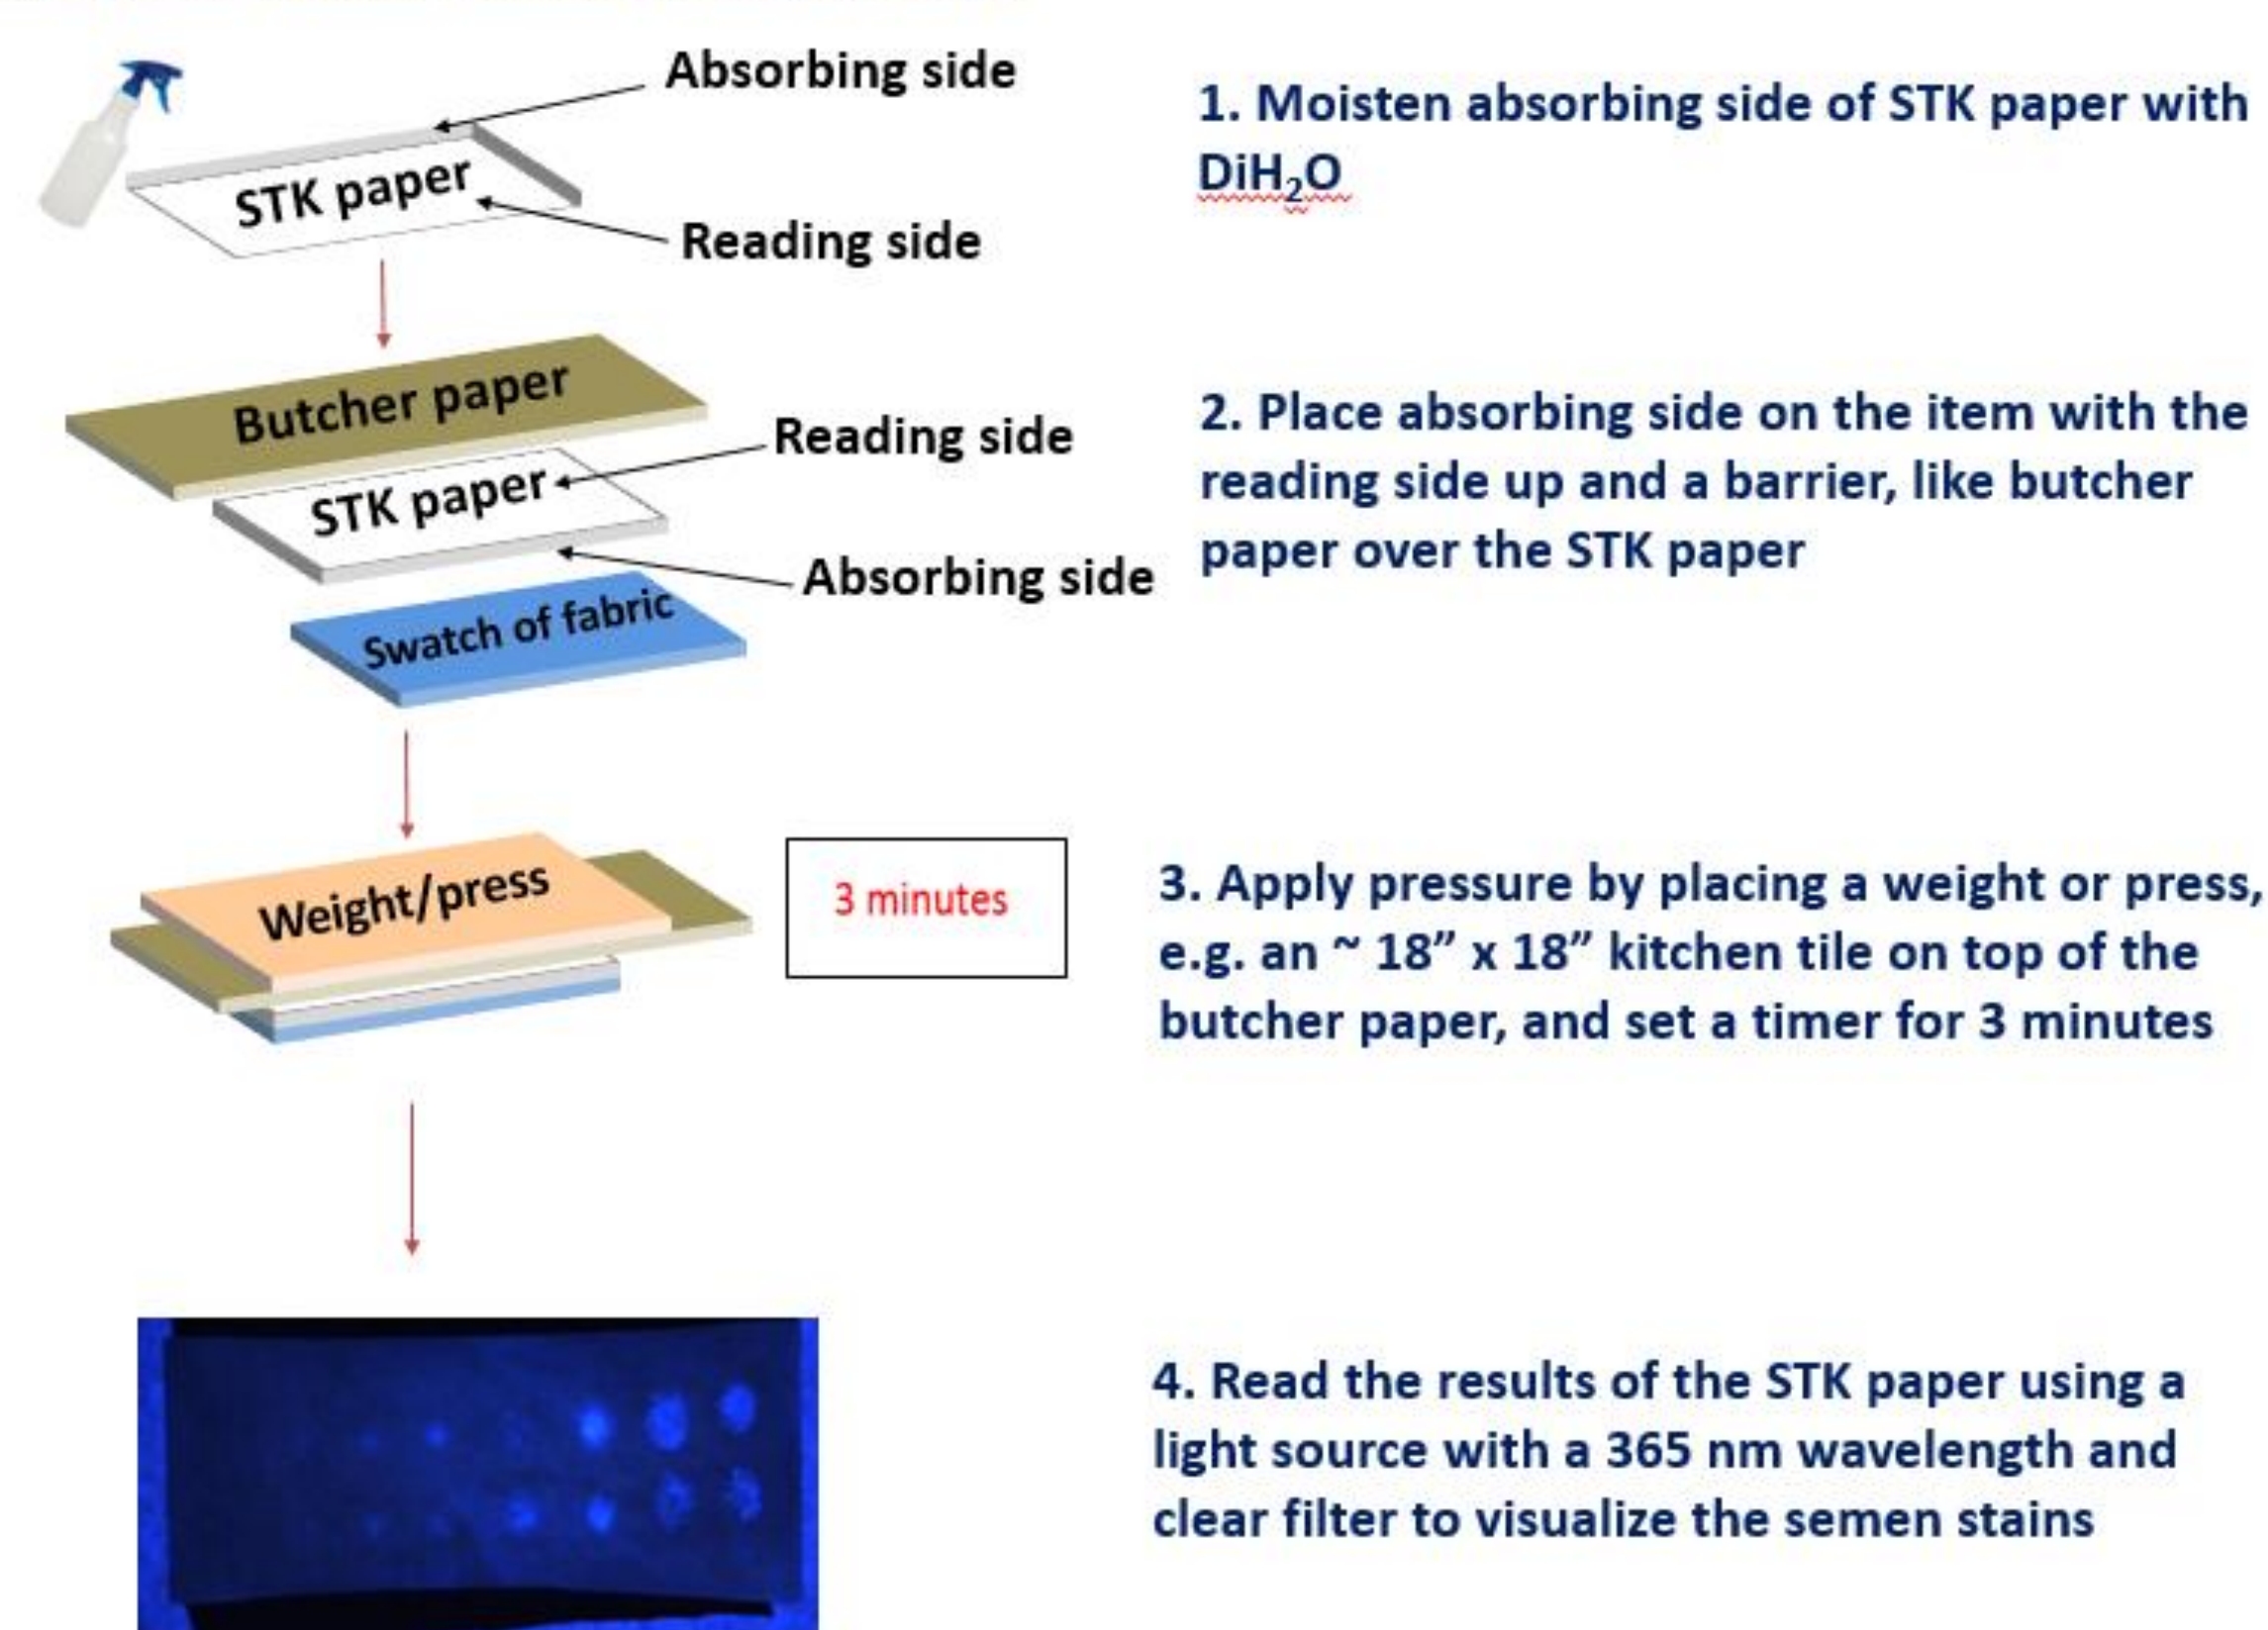 Absorbing side
STK paper
Reading side
1. Moisten absorbing side of STK paper with
DiH₂O
Butcher paper
Reading side
STK paper
Absorbing side
Swatch of fabric
2. Place absorbing side on the item with the
reading side up and a barrier, like butcher
paper over the STK paper
Weight/press
3 minutes
3. Apply pressure by placing a weight or press,
e.g. an ~ 18” x 18” kitchen tile on top of the
butcher paper, and set a timer for 3 minutes
4. Read the results of the STK paper using a
light source with a 365 nm wavelength and
clear filter to visualize the semen stains